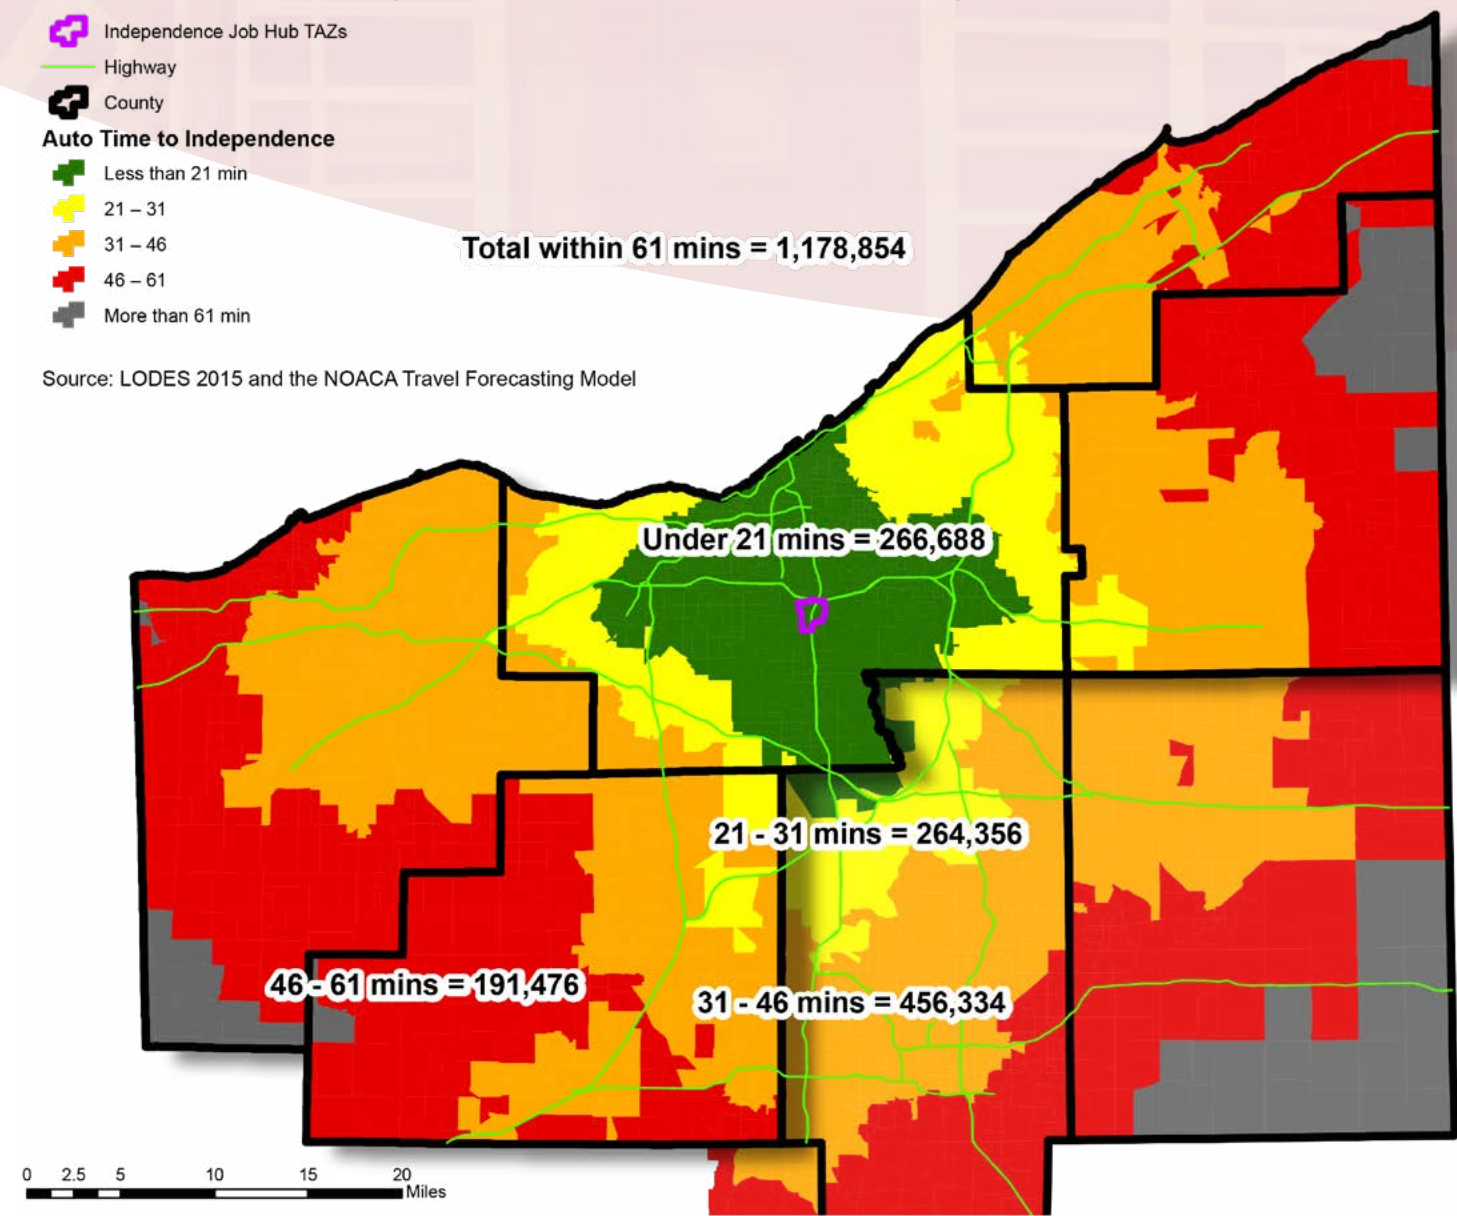 Independence Job Hub TAZs
Highway
County
Auto Time to Independence
Less than 21 min
21 – 31
31 – 46
46 – 61
More than 61 min
Total within 61 mins = 1,178,854
Source: LODES 2015 and the NOACA Travel Forecasting Model
Under 21 mins = 266,688
21 - 31 mins = 264,356
46 - 61 mins = 191,476
31 - 46 mins = 456,334
0 2.5 5 10 15 20
Miles